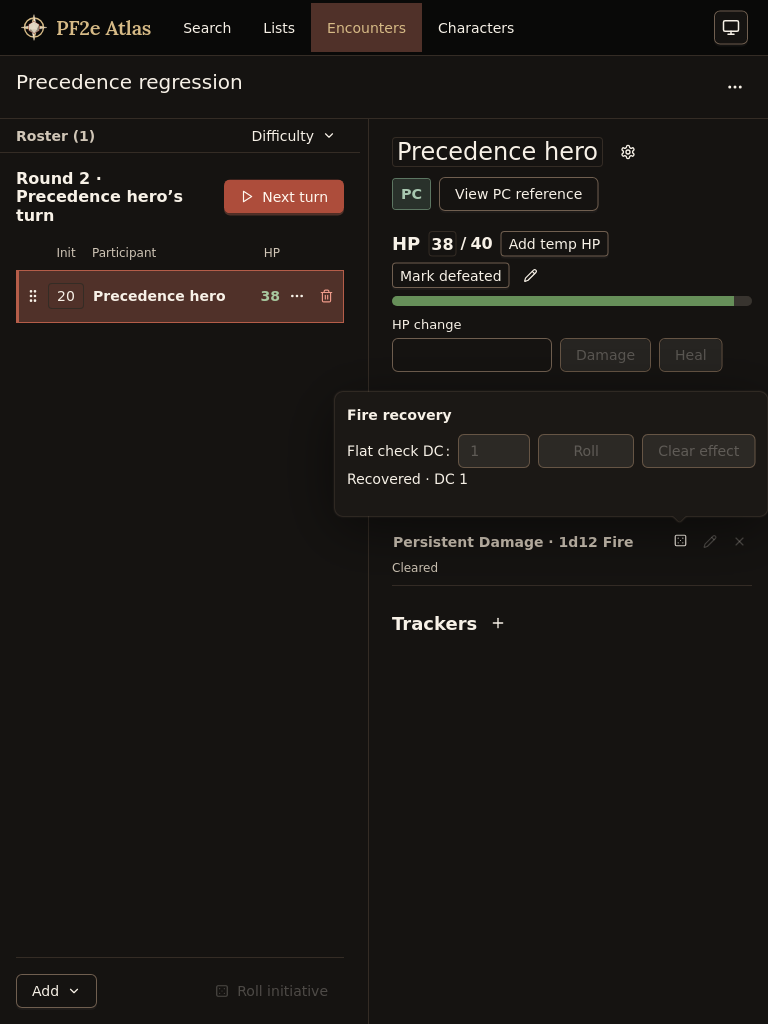 PF2e Atlas Search Lists Encounters Characters
Precedence regression
Roster (1) Difficulty
Round 2 ·
Precedence hero’s
turn
Next turn
Init Participant HP
20 Precedence hero 38
Add Roll initiative
Precedence hero
PC View PC reference
HP 38 / 40 Add temp HP
Mark defeated
HP change
Damage Heal
Fire recovery
Flat check DC: 1 Roll Clear effect
Recovered · DC 1
Persistent Damage · 1d12 Fire
Cleared
Trackers